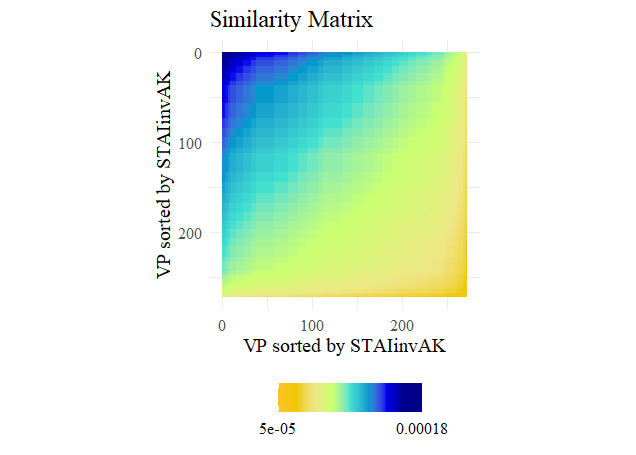 Similarity Matrix
VP sorted by STAIinvAK
0
100
200
0
100
200
VP sorted by STAIinvAK
5e-05
0.00018